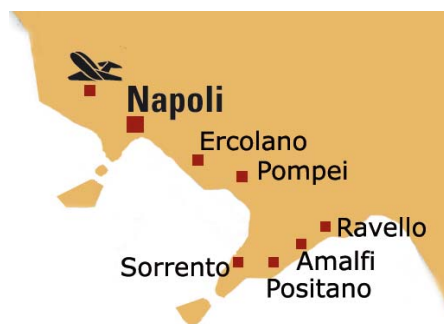 Napoli
Ercolano
Pompei
Ravello
Sorrento
Amalfi
Positano